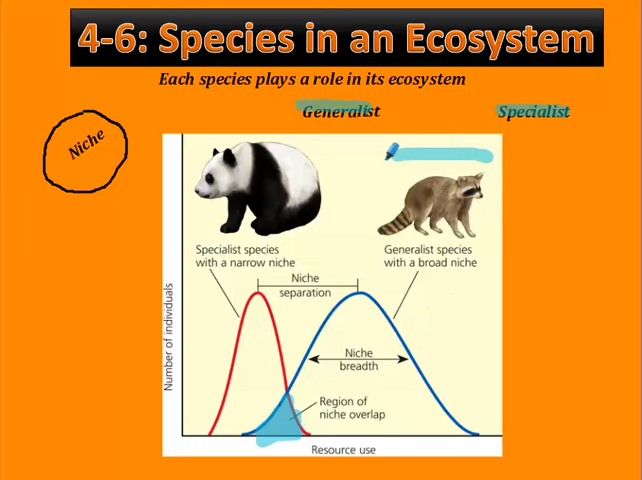 4-6: Species in an Ecosystem
Each species plays a role in its ecosystem
Generalist
Specialist
Niche
Specialist species
with a narrow niche
Generalist species
with a broad niche
Niche
separation
Number of individuals
Niche
breadth
Region of
niche overlap
Resource use